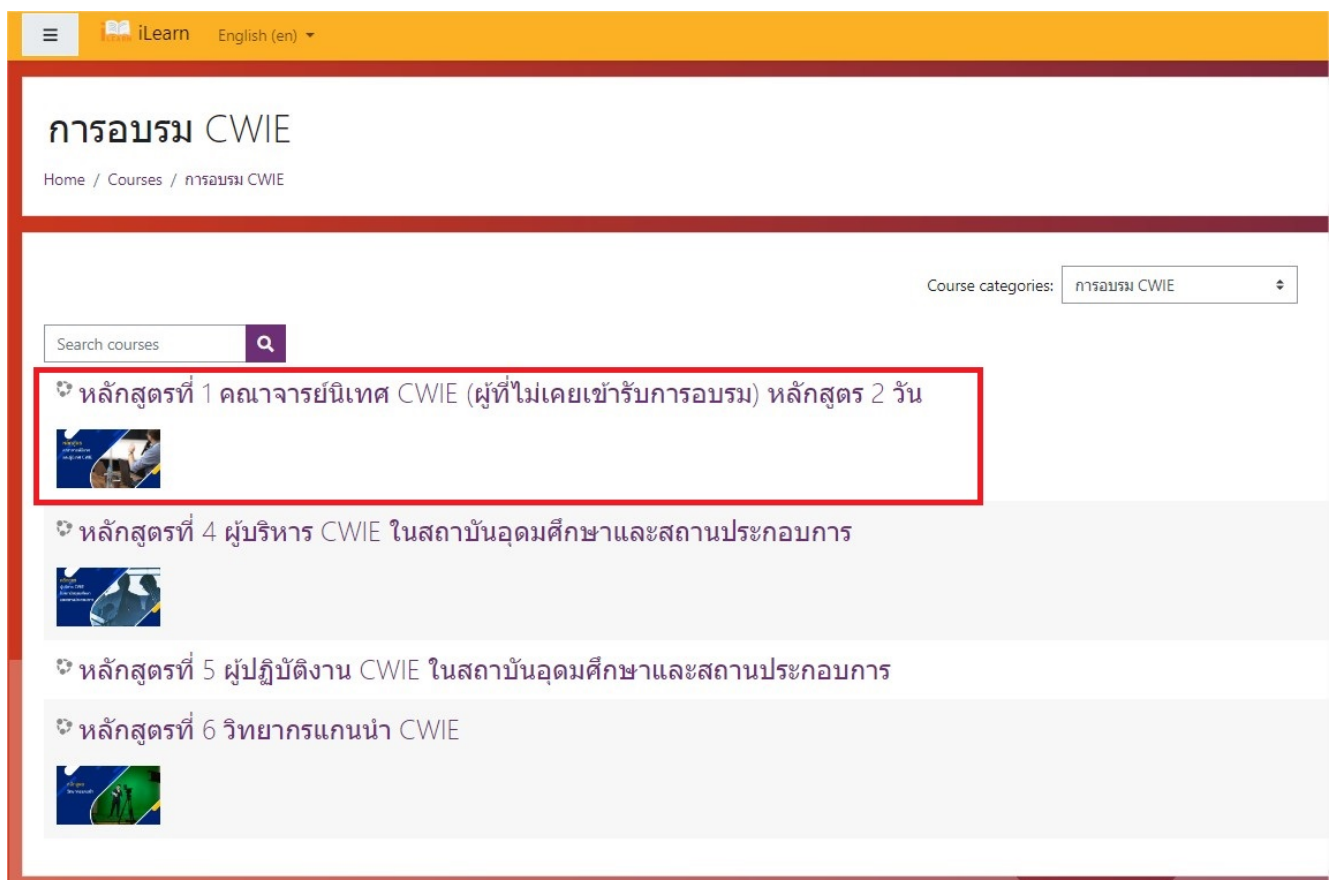 iLearn English (en)
การอบรม CWIE
Home / Courses / การอบรม CWIE
Course categories: การอบรม CWIE
Search courses
หลักสูตรที่ 1 คณาจารย์นิเทศ CWIE (ผู้ที่ไม่เคยเข้ารับการอบรม) หลักสูตร 2 วัน
หลักสูตรที่ 4 ผู้บริหาร CWIE ในสถาบันอุดมศึกษาและสถานประกอบการ
หลักสูตรที่ 5 ผู้ปฏิบัติงาน CWIE ในสถาบันอุดมศึกษาและสถานประกอบการ
หลักสูตรที่ 6 วิทยากรแกนนำ CWIE